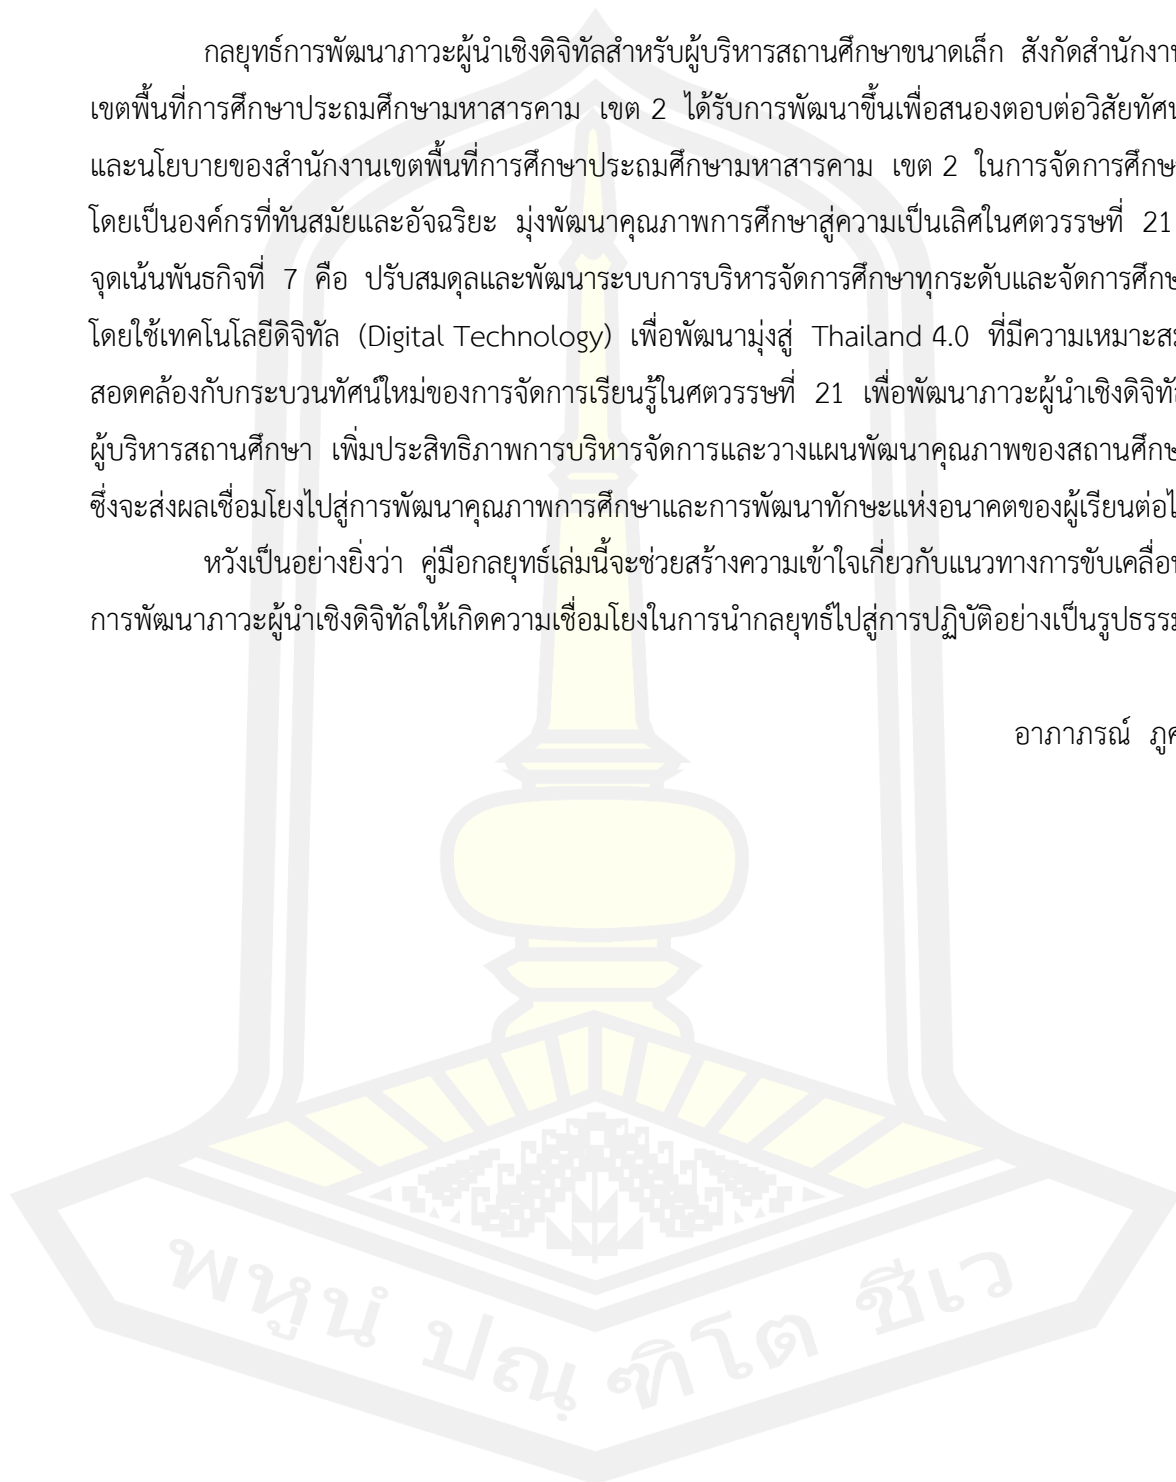 กลยุทธ์การพัฒนาภาวะผู้นำเชิงดิจิทัลสำหรับผู้บริหารสถานศึกษาขนาดเล็ก สังกัดสำนักงาน
เขตพื้นที่การศึกษาประถมศึกษามหาสารคาม เขต 2 ได้รับการพัฒนาขึ้นเพื่อสนองตอบต่อวิสัยทัศน
และนโยบายของสำนักงานเขตพื้นที่การศึกษาประถมศึกษามหาสารคาม เขต 2 ในการจัดการศึกษ
โดยเป็นองค์กรที่ทันสมัยและอัจฉริยะ มุ่งพัฒนาคุณภาพการศึกษาสู่ความเป็นเลิศในศตวรรษที่ 21
จุดเน้นพันธกิจที่ 7 คือ ปรับสมดุลและพัฒนาระบบการบริหารจัดการศึกษาทุกระดับและจัดการศึกษ
โดยใช้เทคโนโลยีดิจิทัล (Digital Technology) เพื่อพัฒนามุ่งสู่ Thailand 4.0 ที่มีความเหมาะสม
สอดคล้องกับกระบวนทัศน์ใหม่ของการจัดการเรียนรู้ในศตวรรษที่ 21 เพื่อพัฒนาภาวะผู้นำเชิงดิจิทัล
ผู้บริหารสถานศึกษา เพิ่มประสิทธิภาพการบริหารจัดการและวางแผนพัฒนาคุณภาพของสถานศึกษ
ซึ่งจะส่งผลเชื่อมโยงไปสู่การพัฒนาคุณภาพการศึกษาและการพัฒนาทักษะแห่งอนาคตของผู้เรียนต่อไ
หวังเป็นอย่างยิ่งว่า คู่มือกลยุทธ์เล่มนี้จะช่วยสร้างความเข้าใจเกี่ยวกับแนวทางการขับเคลื่อน
การพัฒนาภาวะผู้นำเชิงดิจิทัลให้เกิดความเชื่อมโยงในการนำกลยุทธ์ไปสู่การปฏิบัติอย่างเป็นรูปธรรม
อาภาภรณ์ ภูศ
พหูนํ ปณฺฑิโต ชีเว